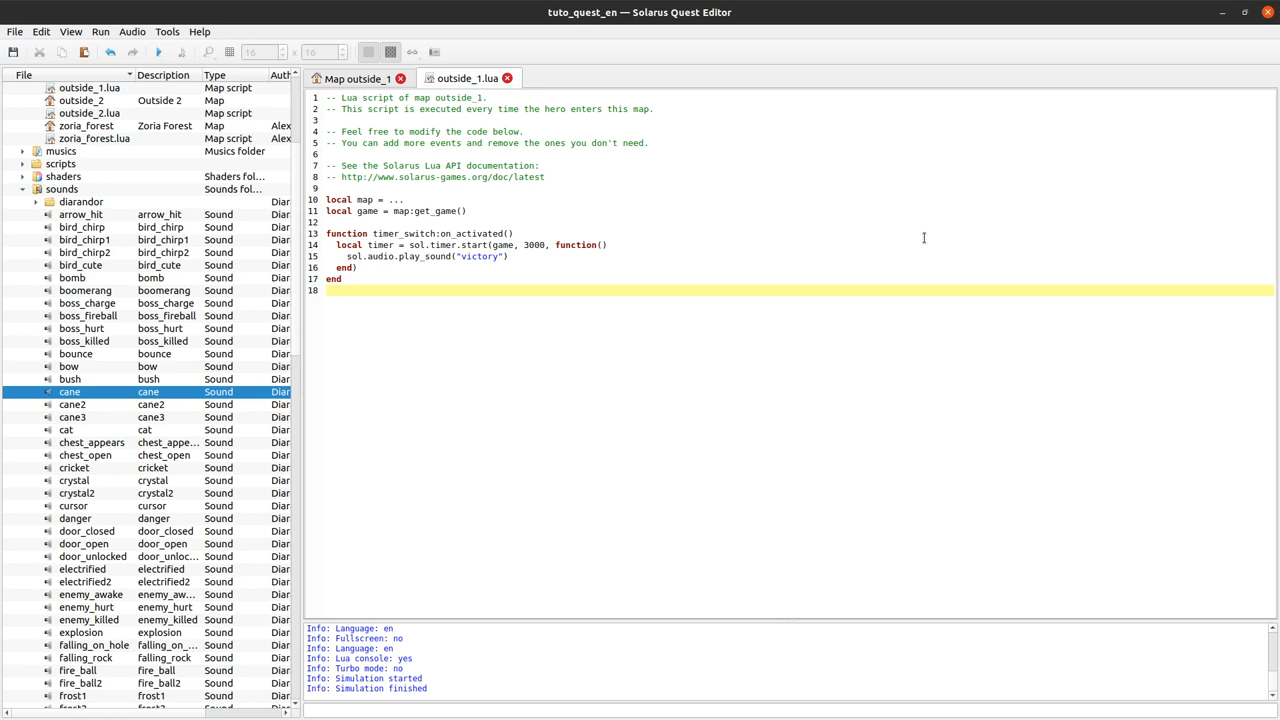 tuto_quest_en — Solarus Quest Editor
File Edit View Run Audio Tools Help
16 x 16
File Description Type Auth
outside_1.lua Map script
outside_2 Outside 2 Map
outside_2.lua Map script
zoria_forest Zoria Forest Map Alex
zoria_forest.lua Map script
musics Musics folder
scripts
shaders Shaders fol...
sounds Sounds fol...
diarandor Diar
arrow_hit arrow_hit Sound Diar
bird_chirp bird_chirp Sound Diar
bird_chirp1 bird_chirp1 Sound Diar
bird_chirp2 bird_chirp2 Sound Diar
bird_cute bird_cute Sound Diar
bomb bomb Sound Diar
boomerang boomerang Sound Diar
boss_charge boss_charge Sound Diar
boss_fireball boss_fireball Sound Diar
boss_hurt boss_hurt Sound Diar
boss_killed boss_killed Sound Diar
bounce bounce Sound Diar
bow bow Sound Diar
bush bush Sound Diar
cane cane Sound Diar
cane2 cane2 Sound Diar
cane3 cane3 Sound Diar
cat cat Sound Diar
chest_appears chest_appe... Sound Diar
chest_open chest_open Sound Diar
cricket cricket Sound Diar
crystal crystal Sound Diar
crystal2 crystal2 Sound Diar
cursor cursor Sound Diar
danger danger Sound Diar
door_closed door_closed Sound Diar
door_open door_open Sound Diar
door_unlocked door_unloc... Sound Diar
electrified electrified Sound Diar
electrified2 electrified2 Sound Diar
enemy_awake enemy_aw... Sound Diar
enemy_hurt enemy_hurt Sound Diar
enemy_killed enemy_killed Sound Diar
explosion explosion Sound Diar
falling_on_hole falling_on_... Sound Diar
falling_rock falling_rock Sound Diar
fire_ball fire_ball Sound Diar
fire_ball2 fire_ball2 Sound Diar
frost1 frost1 Sound Diar
frost2 frost2 Sound Diar
Map outside_1 outside_1.lua
1 -- Lua script of map outside_1.
2 -- This script is executed every time the hero enters this map.
3
4 -- Feel free to modify the code below.
5 -- You can add more events and remove the ones you don't need.
6
7 -- See the Solarus Lua API documentation:
8 -- http://www.solarus-games.org/doc/latest
9
10 local map = ...
11 local game = map:get_game()
12
13 function timer_switch:on_activated()
14 local timer = sol.timer.start(game, 3000, function()
15 sol.audio.play_sound("victory")
16 end)
17 end
18
Info: Language: en
Info: Fullscreen: no
Info: Language: en
Info: Lua console: yes
Info: Turbo mode: no
Info: Simulation started
Info: Simulation finished